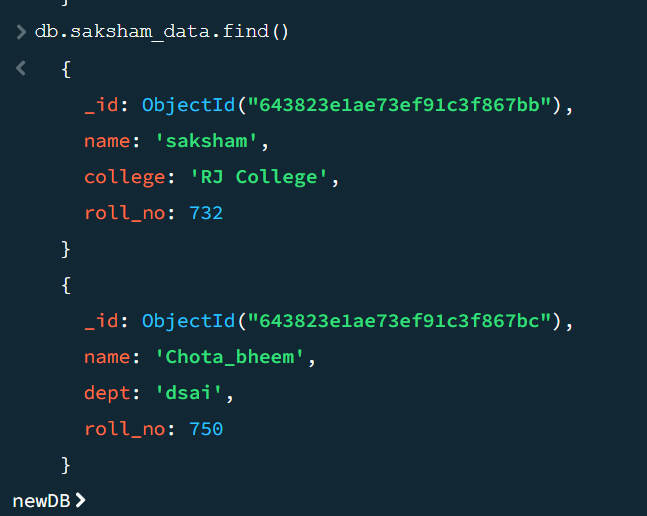 }
> db.saksham_data.find()
< {
_id: ObjectId("643823e1ae73ef91c3f867bb"),
name: 'saksham',
college: 'RJ College',
roll_no: 732
}
{
_id: ObjectId("643823e1ae73ef91c3f867bc"),
name: 'Chota_bheem',
dept: 'dsai',
roll_no: 750
}
newDB>